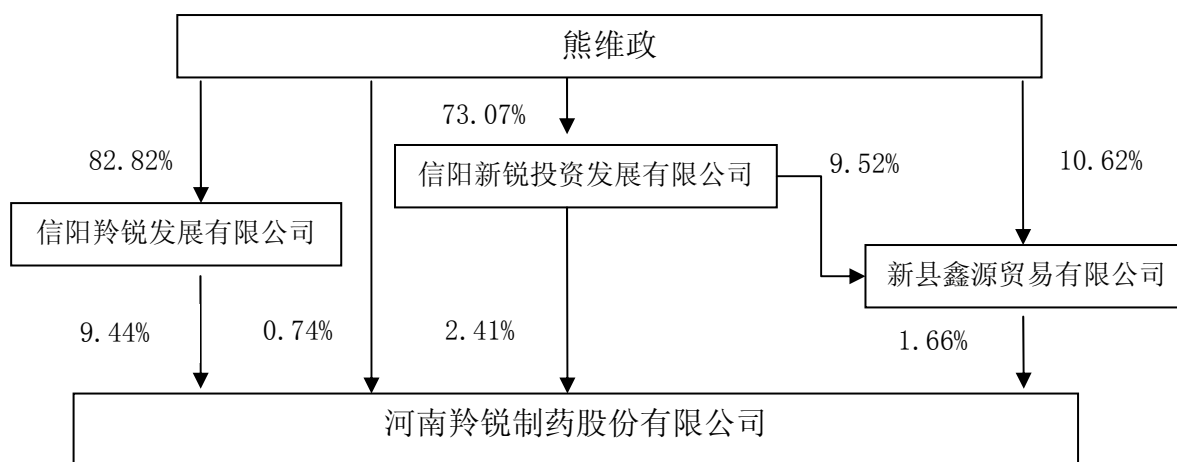 熊维政
73.07%
82.82%
信阳新锐投资发展有限公司
9.52%
10.62%
信阳羚锐发展有限公司
新县鑫源贸易有限公司
9.44%
0.74%
2.41%
1.66%
河南羚锐制药股份有限公司